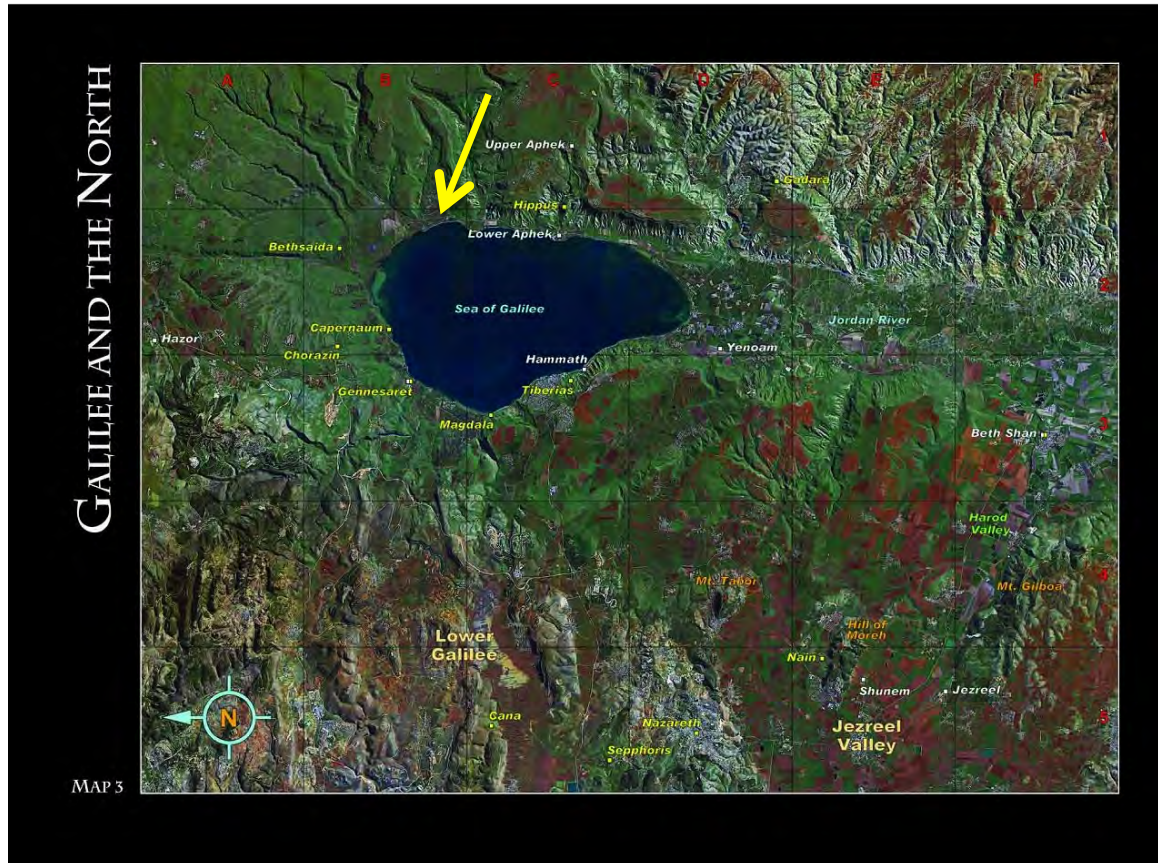 GALILEE AND THE NORTH
A B C D E F
1
Upper Aphek
Gadara
Hippus
Lower Aphek
Bethsaida
2
Sea of Galilee
Jordan River
Capernaum
Hazor
Chorazin
Yenoam
Hammath
Gennesaret
Tiberias
Magdala
3
Beth Shan
Harod
Valley
4
Mt. Tabor
Mt. Gilboa
Hill of
Moreh
Lower
Galilee
Nain
Shunem
Jezreel
N
Cana
Nazareth
5
Jezreel
Valley
Sepphoris
MAP 3